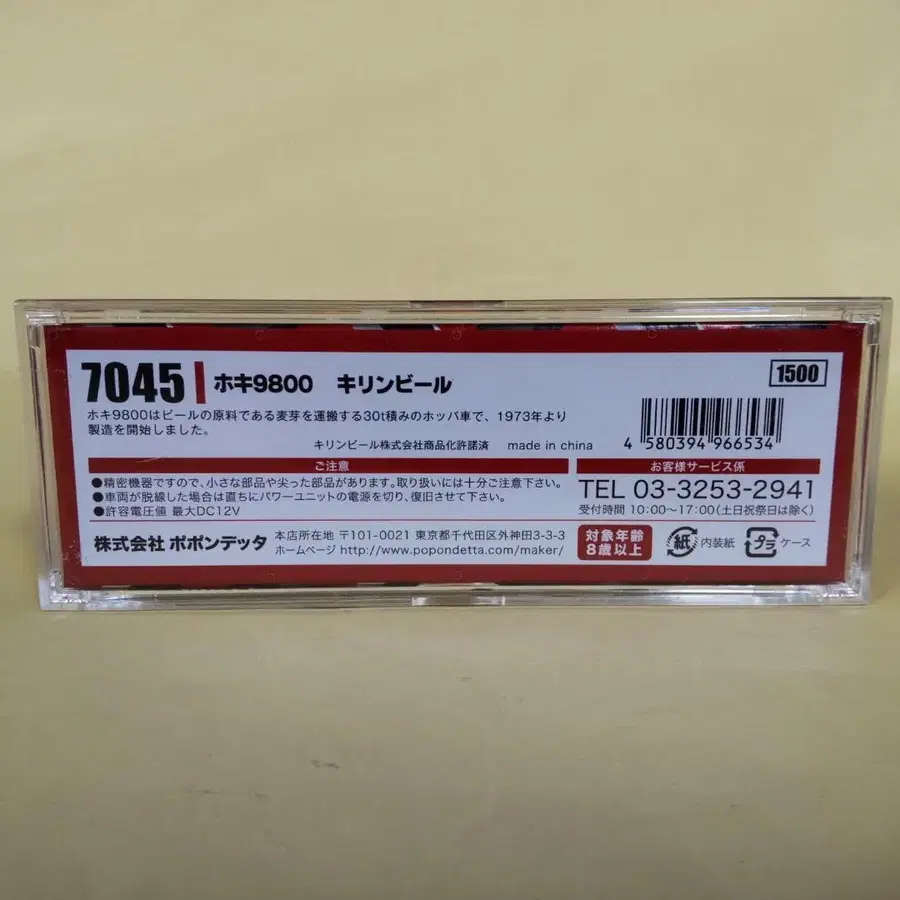 7045 ホキ9800 キリンビール
1500
ホキ9800はビールの原料である麦芽を運搬する30t積みのホッパ車で、1973年より
製造を開始しました。
キリンビール株式会社商品化許諾済 made in china
4 580394 966534
ご注意
●精密機器ですので、小さな部品や尖った部品があります。取り扱いには十分ご注意下さい。
●車両が脱線した場合は直ちにパワーユニットの電源を切り、復旧させて下さい。
●許容電圧値 最大DC12V
お客様サービス係
TEL 03-3253-2941
受付時間 10:00〜17:00(土日祝祭日は除く)
株式会社 ポポンデッタ
本店所在地 〒101-0021 東京都千代田区外神田3-3-3
ホームページ http://www.popondetta.com/maker/
対象年齢
8歳以上
紙 内装紙
プラ ケース